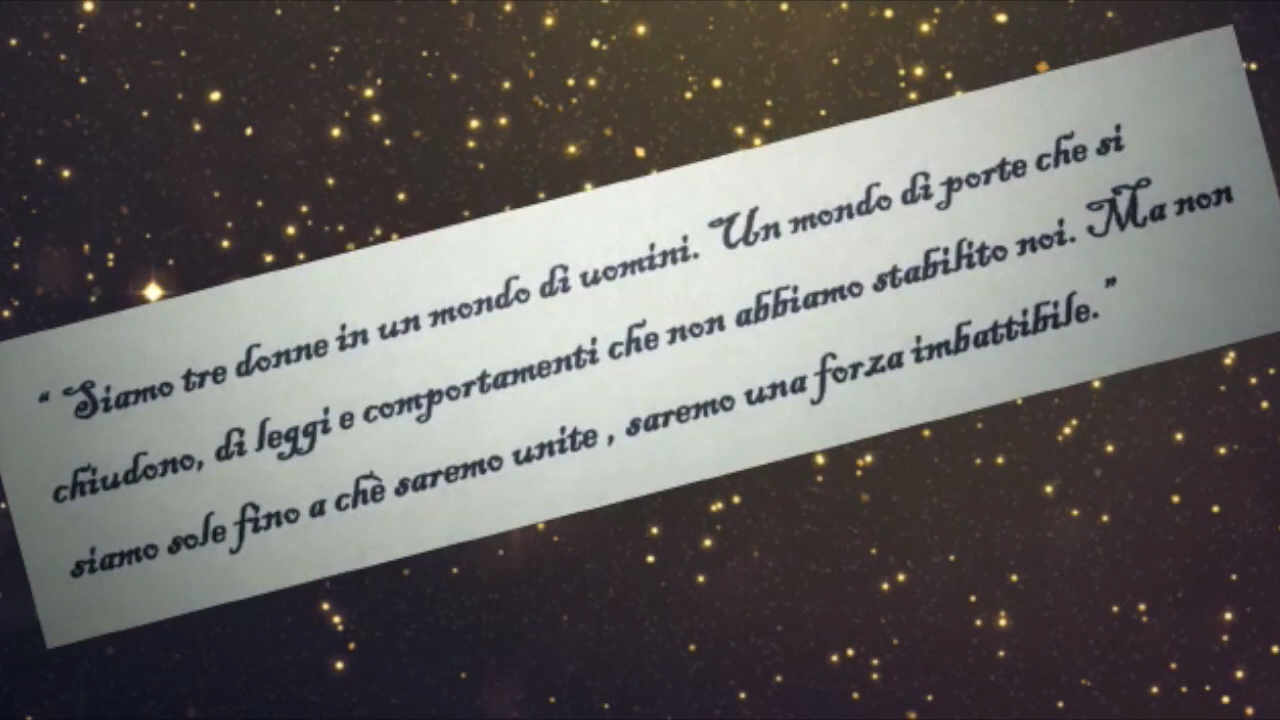 “ Siamo tre donne in un mondo di uomini. Un mondo di porte che si
chiudono, di leggi e comportamenti che non abbiamo stabilito noi. Ma non
siamo sole fino a chè saremo unite , saremo una forza imbattibile.”